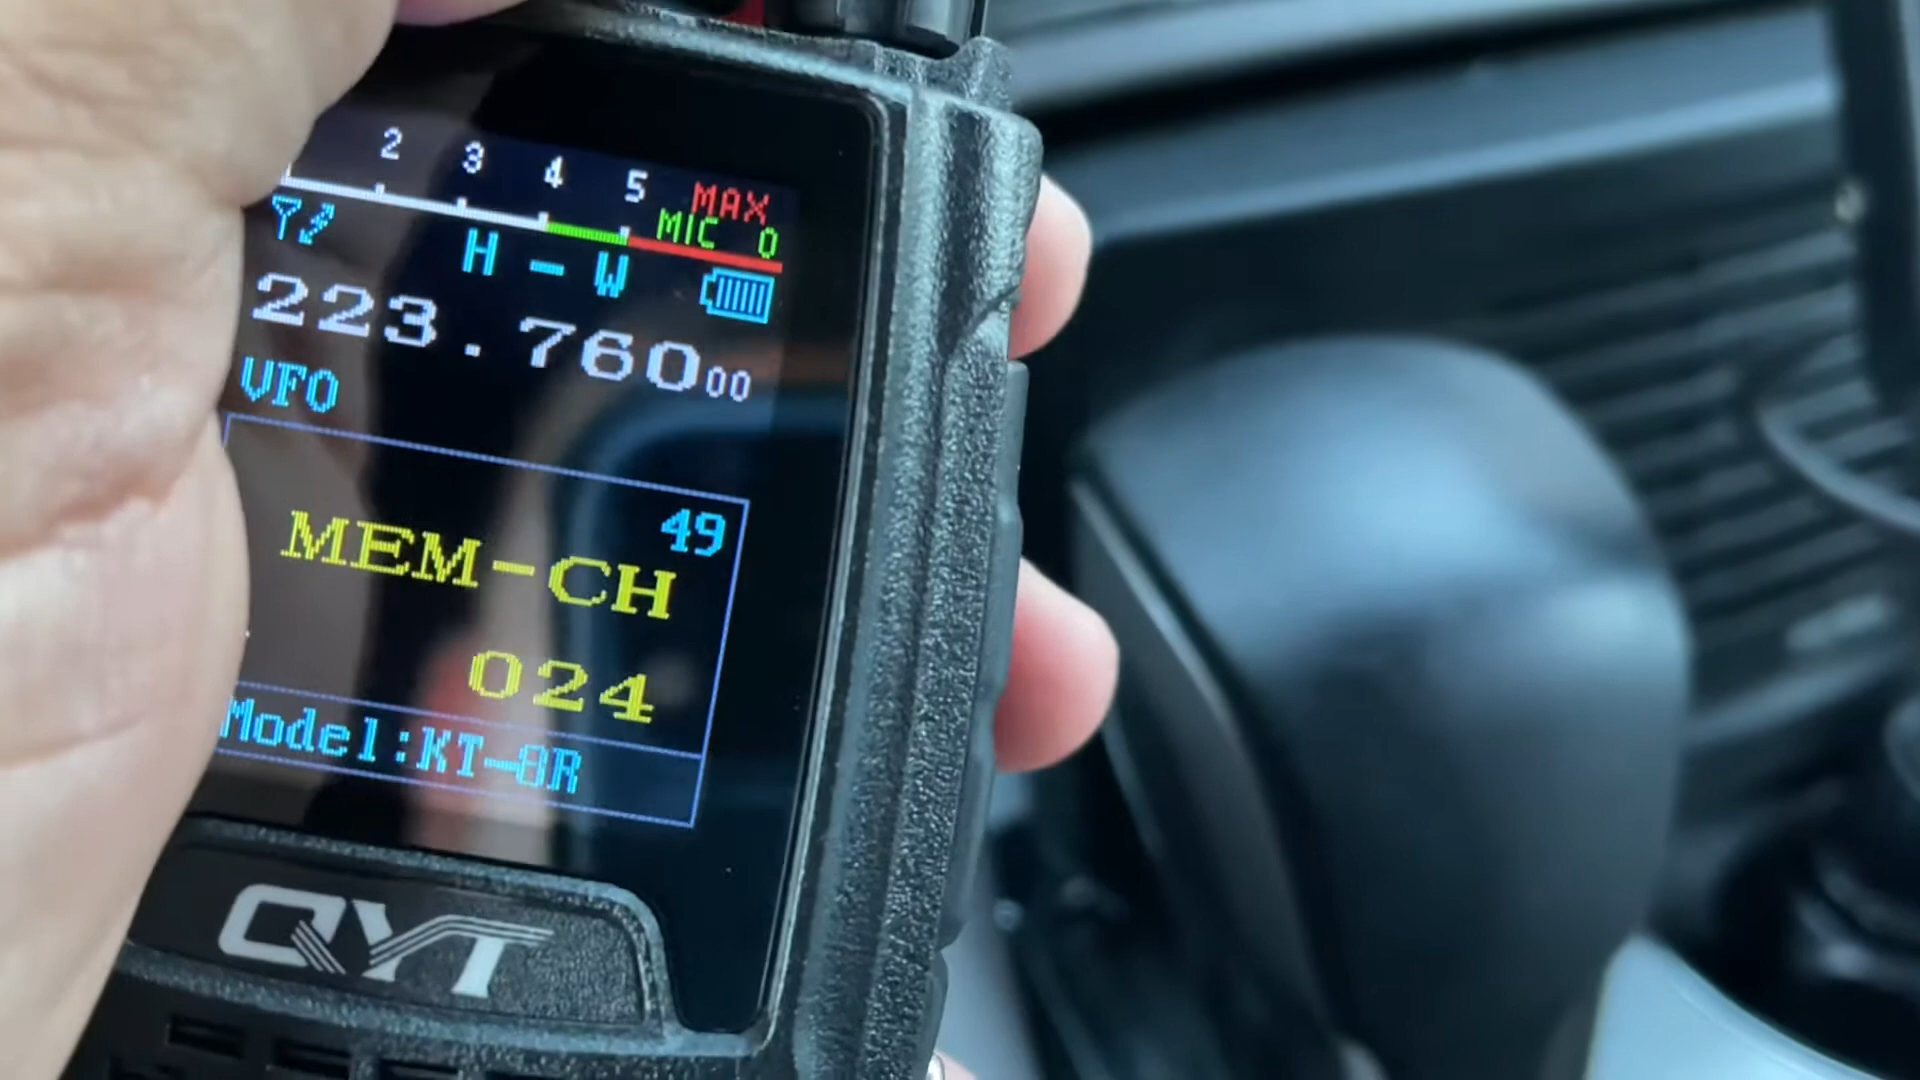 2 3 4 5 MAX
MIC 0
H - W
223.76000
VFO
49
MEM-CH
024
Model:KT-8R
QYT